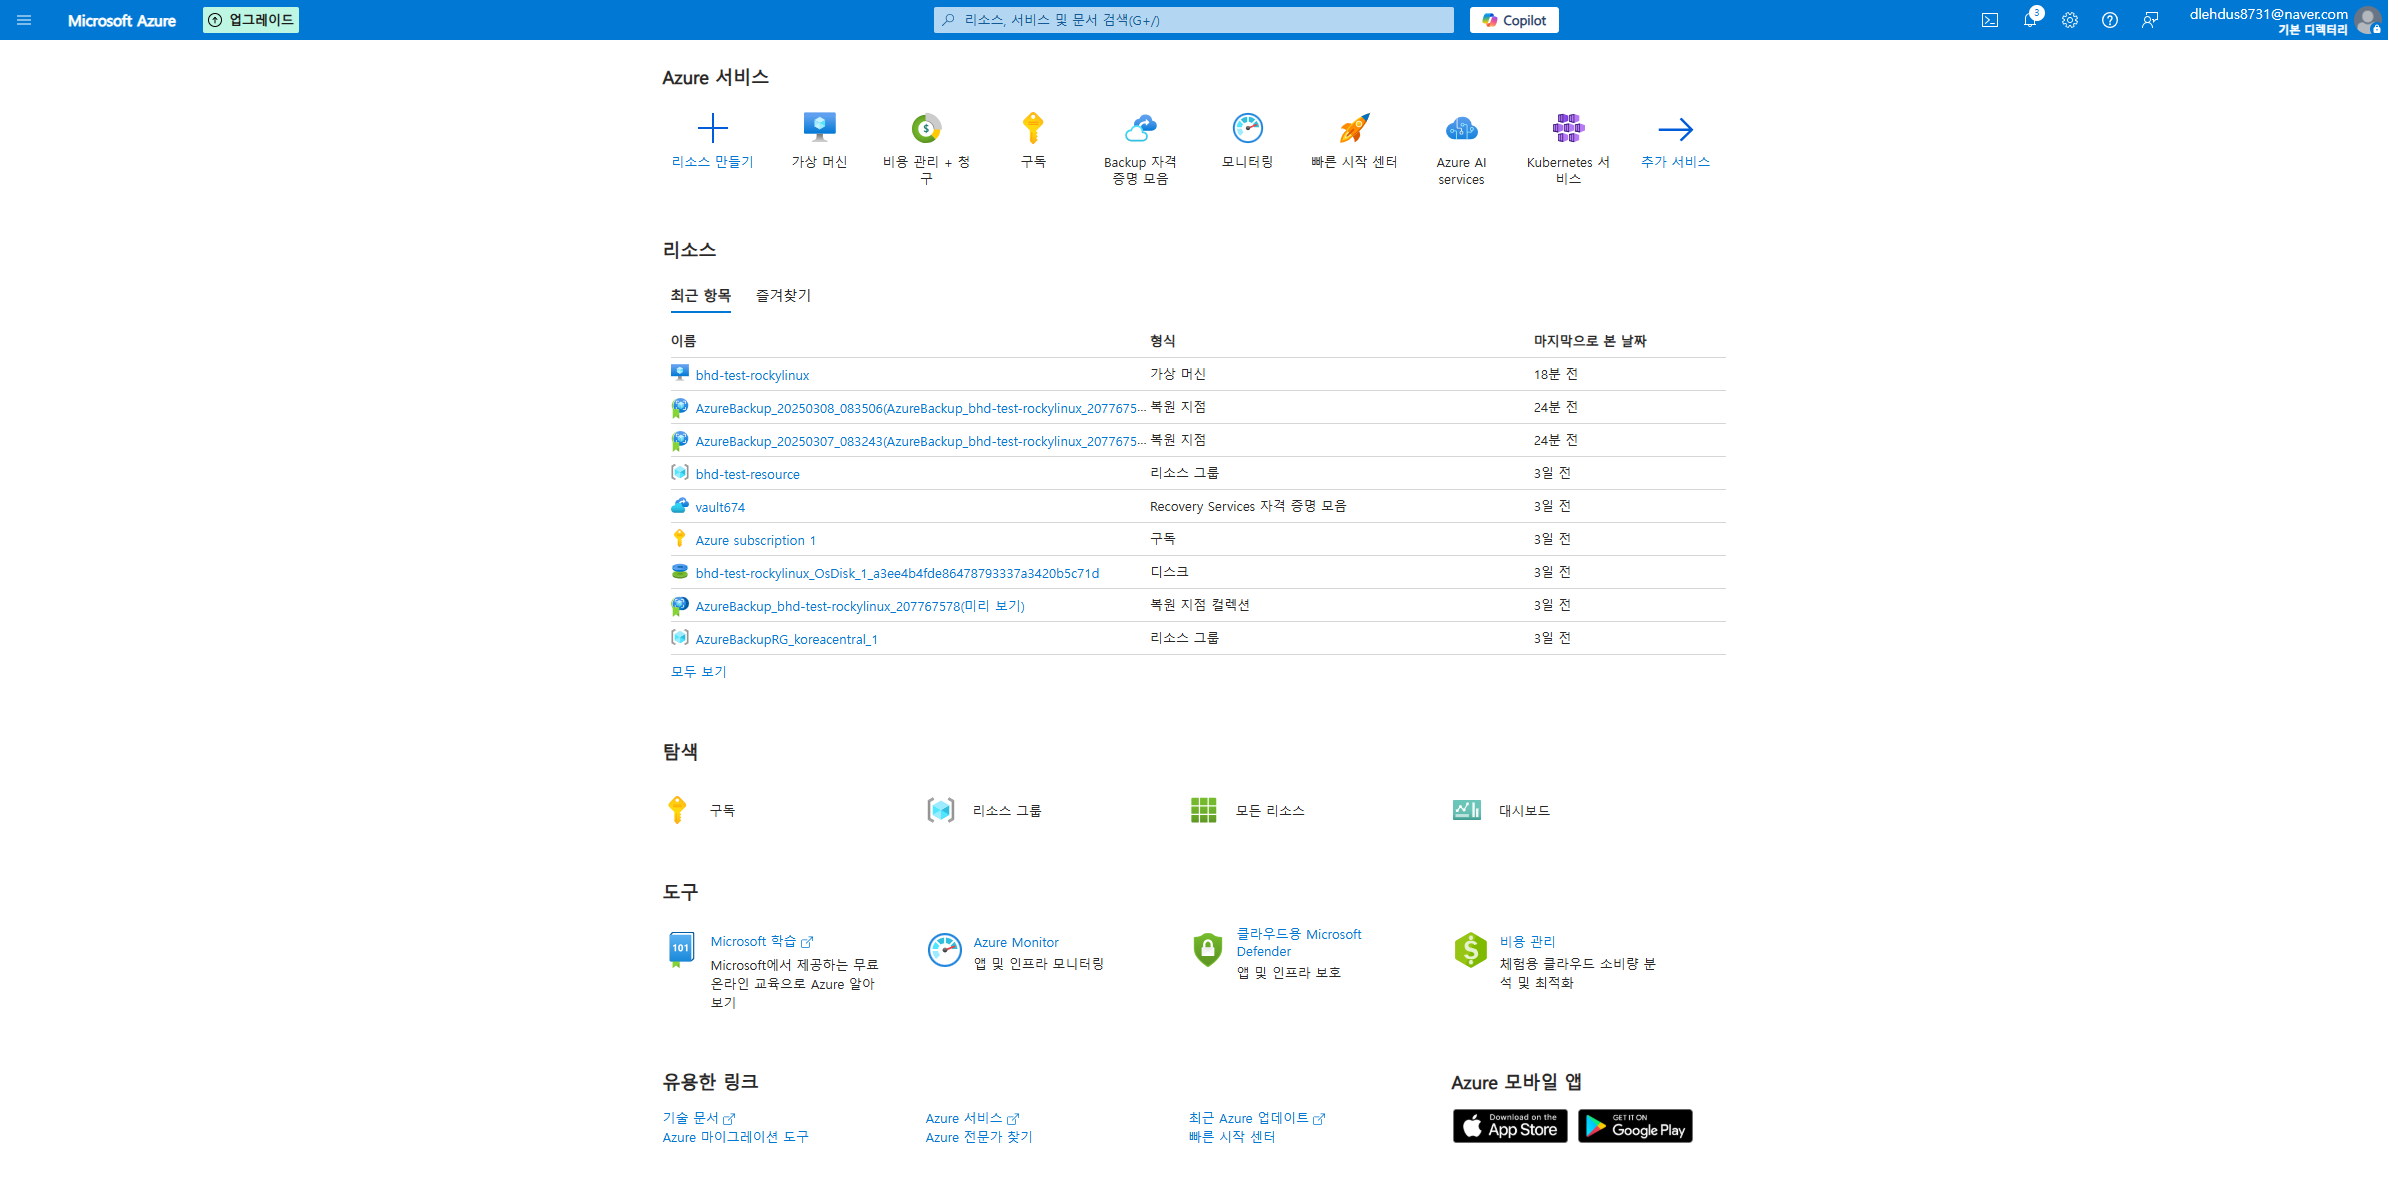 Microsoft Azure
업그레이드
리소스, 서비스 및 문서 검색(G+/)
Copilot
3
dlehdus8731@naver.com
기본 디렉터리
Azure 서비스
리소스 만들기
가상 머신
비용 관리 + 청
구
구독
Backup 자격
증명 모음
모니터링
빠른 시작 센터
Azure AI
services
Kubernetes 서
비스
추가 서비스
리소스
최근 항목 즐겨찾기
이름 형식 마지막으로 본 날짜
bhd-test-rockylinux 가상 머신 18분 전
AzureBackup_20250308_083506(AzureBackup_bhd-test-rockylinux_2077675... 복원 지점 24분 전
AzureBackup_20250307_083243(AzureBackup_bhd-test-rockylinux_2077675... 복원 지점 24분 전
bhd-test-resource 리소스 그룹 3일 전
vault674 Recovery Services 자격 증명 모음 3일 전
Azure subscription 1 구독 3일 전
bhd-test-rockylinux_OsDisk_1_a3ee4b4fde86478793337a3420b5c71d 디스크 3일 전
AzureBackup_bhd-test-rockylinux_207767578(미리 보기) 복원 지점 컬렉션 3일 전
AzureBackupRG_koreacentral_1 리소스 그룹 3일 전
모두 보기
탐색
구독 리소스 그룹 모든 리소스 대시보드
도구
101
Microsoft 학습
Microsoft에서 제공하는 무료
온라인 교육으로 Azure 알아
보기
Azure Monitor
앱 및 인프라 모니터링
클라우드용 Microsoft
Defender
앱 및 인프라 보호
비용 관리
체험용 클라우드 소비량 분
석 및 최적화
유용한 링크
기술 문서
Azure 마이그레이션 도구
Azure 서비스
Azure 전문가 찾기
최근 Azure 업데이트
빠른 시작 센터
Azure 모바일 앱
Download on the
App Store
GET IT ON
Google Play